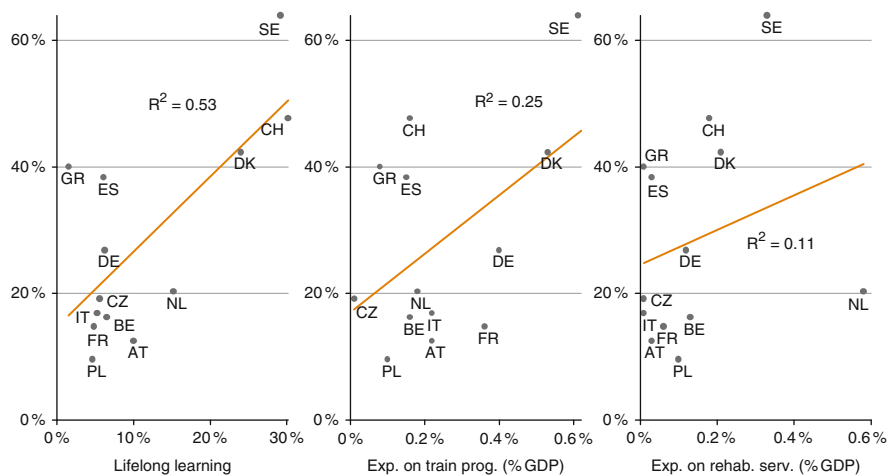 60 %
40 %
20 %
0 %
SE
R² = 0.53
CH
DK
GR
ES
DE
CZ
NL
IT
BE
FR
AT
PL
0 %
10 %
20 %
30 %
Lifelong learning
60 %
40 %
20 %
0 %
SE
R² = 0.25
CH
DK
GR
ES
DE
NL
CZ
BE
IT
FR
AT
PL
0 %
0.2 %
0.4 %
0.6 %
Exp. on train prog. (% GDP)
60 %
40 %
20 %
0 %
SE
CH
GR
DK
ES
R² = 0.11
DE
CZ
NL
IT
BE
FR
AT
PL
0 %
0.2 %
0.4 %
0.6 %
Exp. on rehab. serv. (% GDP)